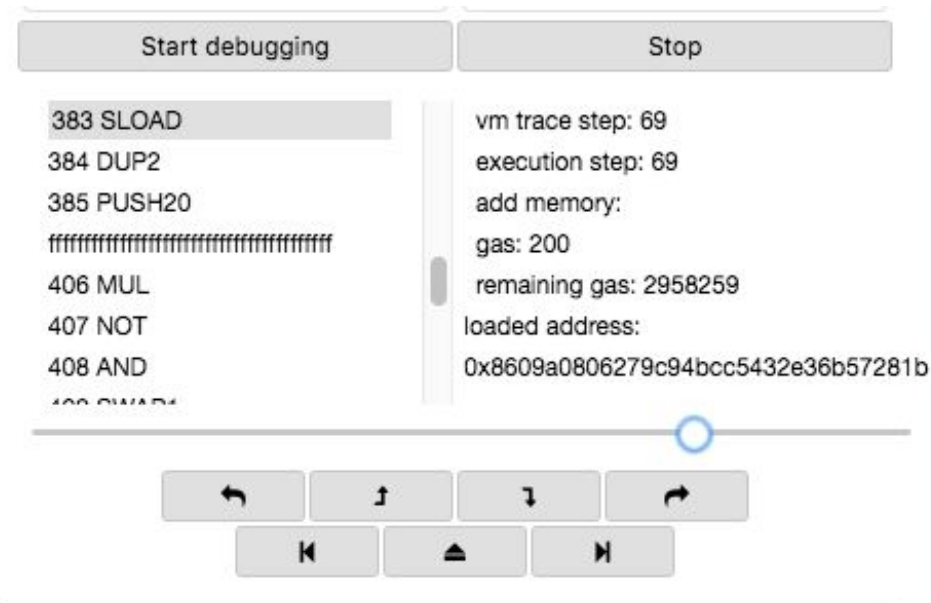 Start debugging
Stop
383 SLOAD
384 DUP2
385 PUSH20
ffffffffffffffffffffffffffffffffffffffff
406 MUL
407 NOT
408 AND
vm trace step: 69
execution step: 69
add memory:
gas: 200
remaining gas: 2958259
loaded address:
0x8609a0806279c94bcc5432e36b57281b